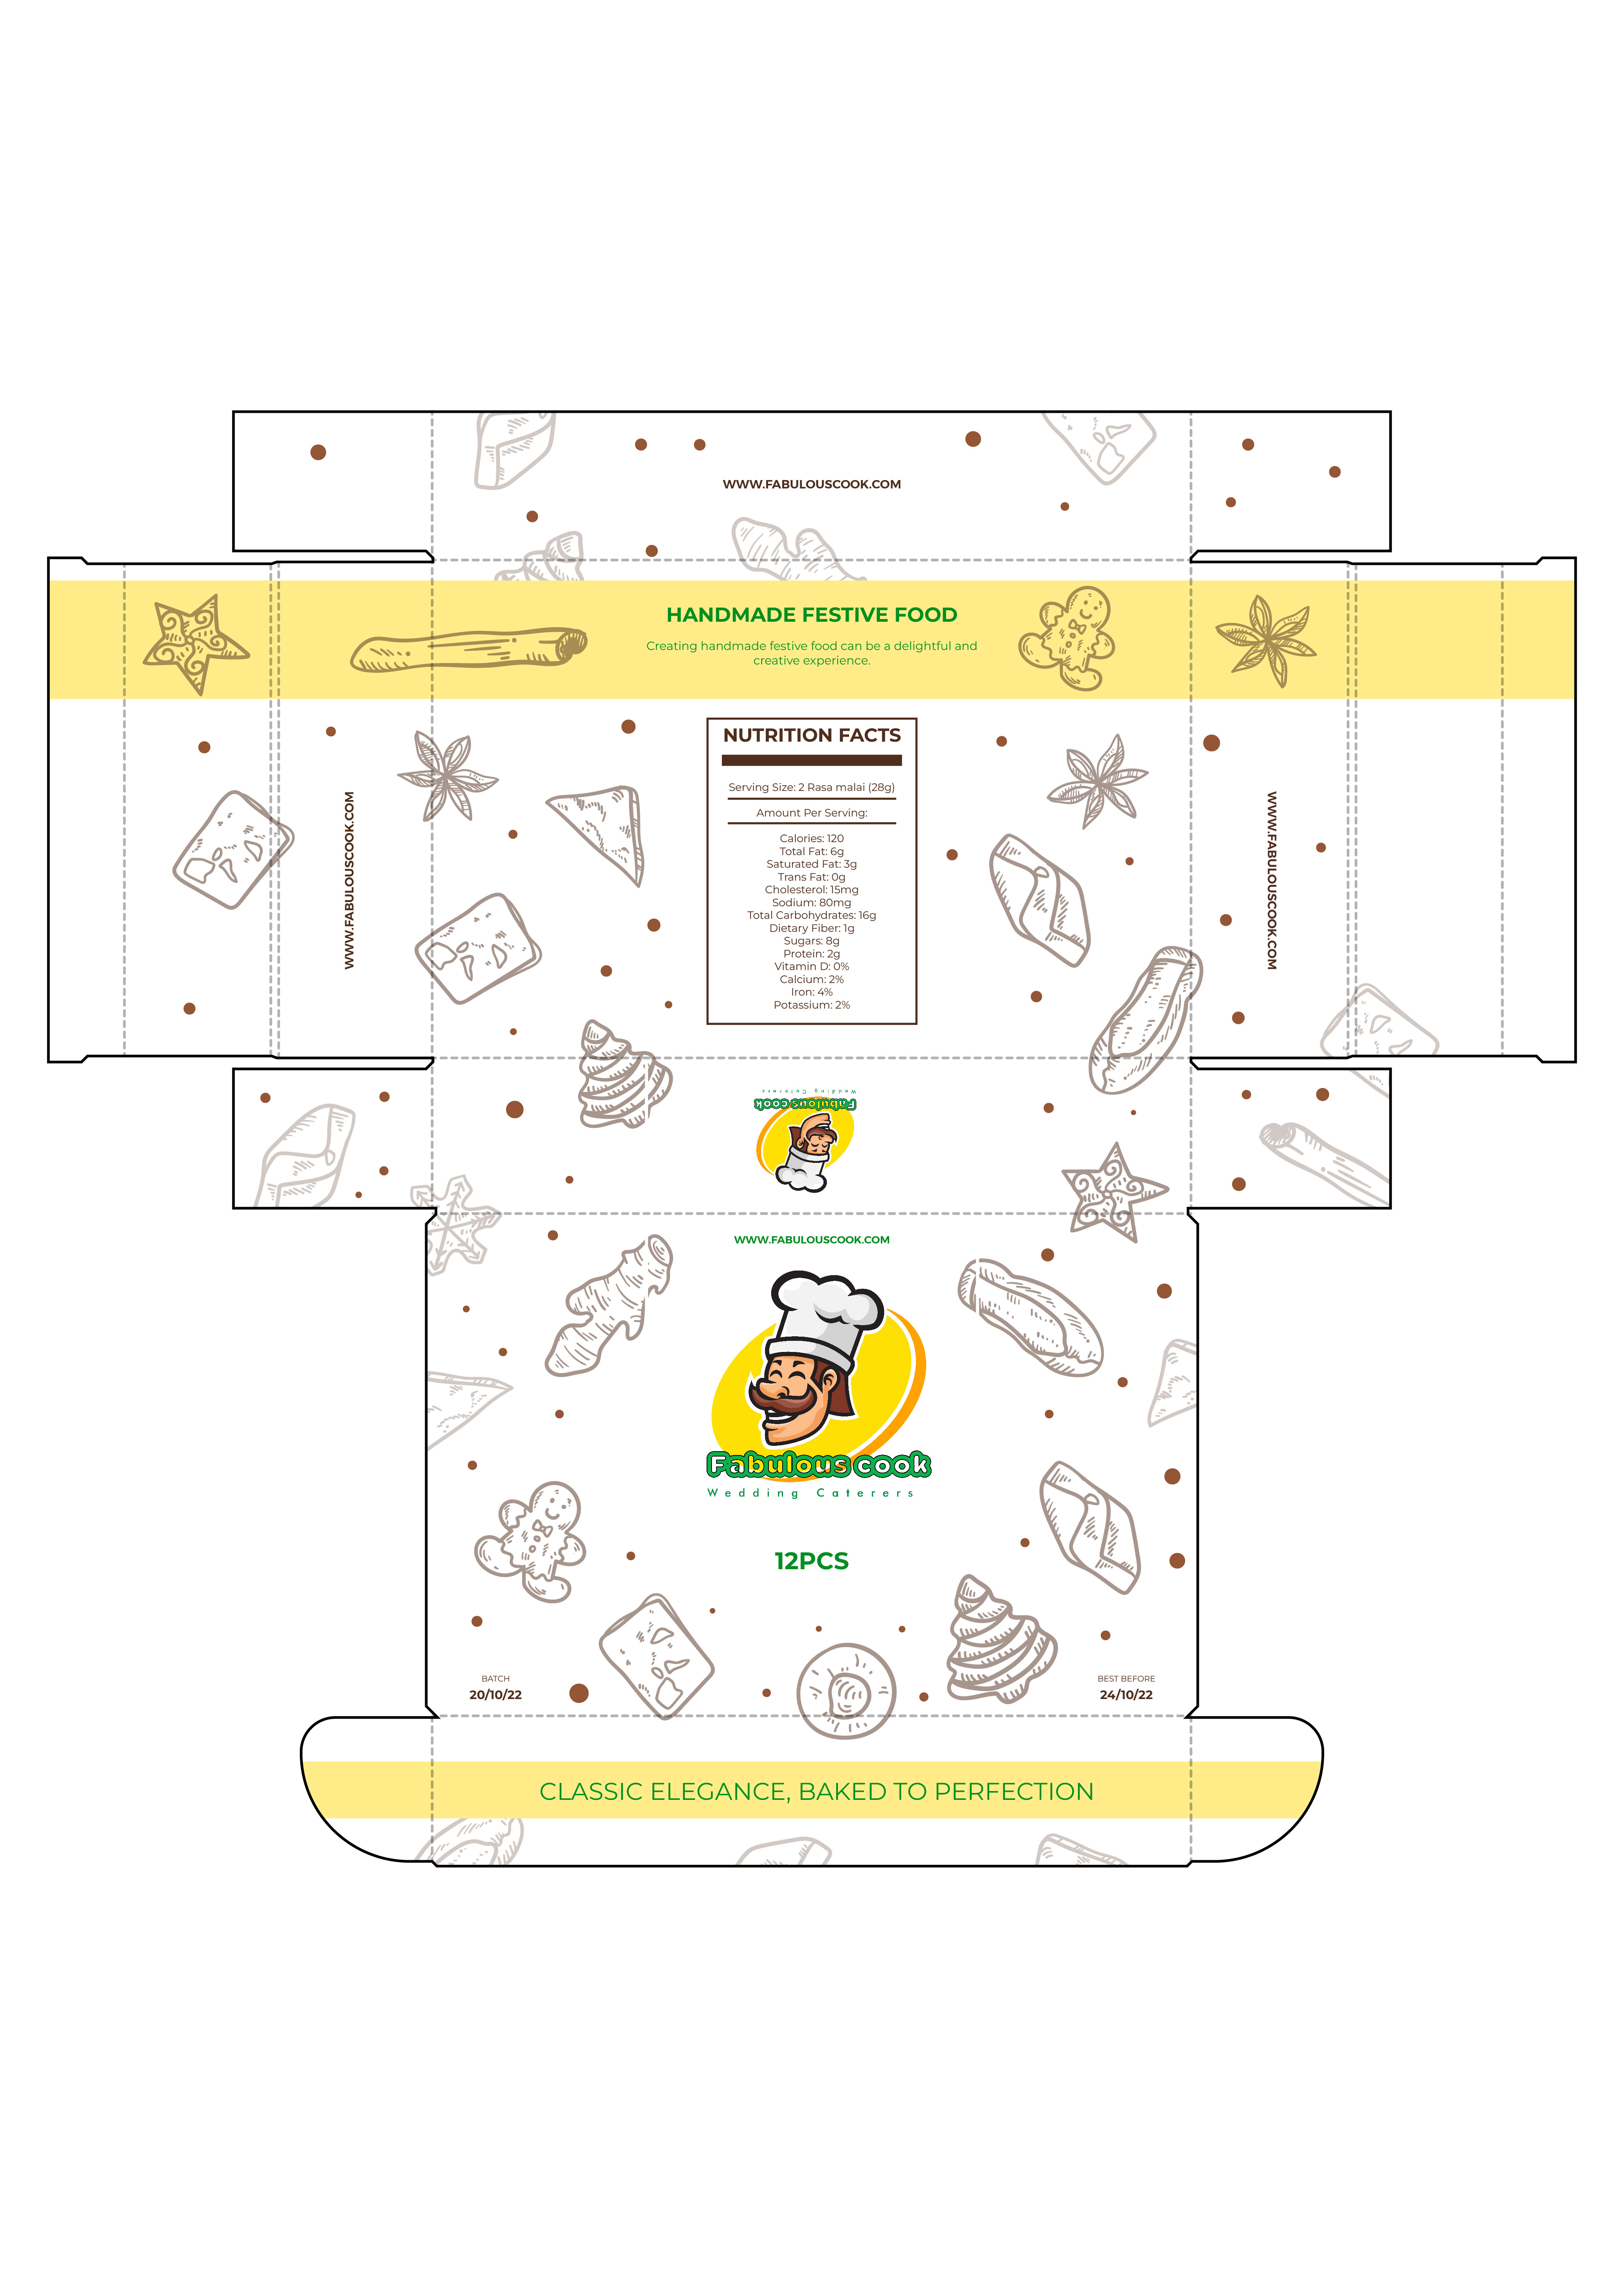 WWW.FABULOUSCOOK.COM
HANDMADE FESTIVE FOOD
Creating handmade festive food can be a delightful and
creative experience.
WWW.FABULOUSCOOK.COM
NUTRITION FACTS
Serving Size: 2 Rasa malai (28g)
Amount Per Serving:
Calories: 120
Total Fat: 6g
Saturated Fat: 3g
Trans Fat: 0g
Cholesterol: 15mg
Sodium: 80mg
Total Carbohydrates: 16g
Dietary Fiber: 1g
Sugars: 8g
Protein: 2g
Vitamin D: 0%
Calcium: 2%
Iron: 4%
Potassium: 2%
WWW.FABULOUSCOOK.COM
Fabulous cook
Wedding Caterers
WWW.FABULOUSCOOK.COM
Fabulous cook
Wedding Caterers
12PCS
BATCH
20/10/22
BEST BEFORE
24/10/22
CLASSIC ELEGANCE, BAKED TO PERFECTION